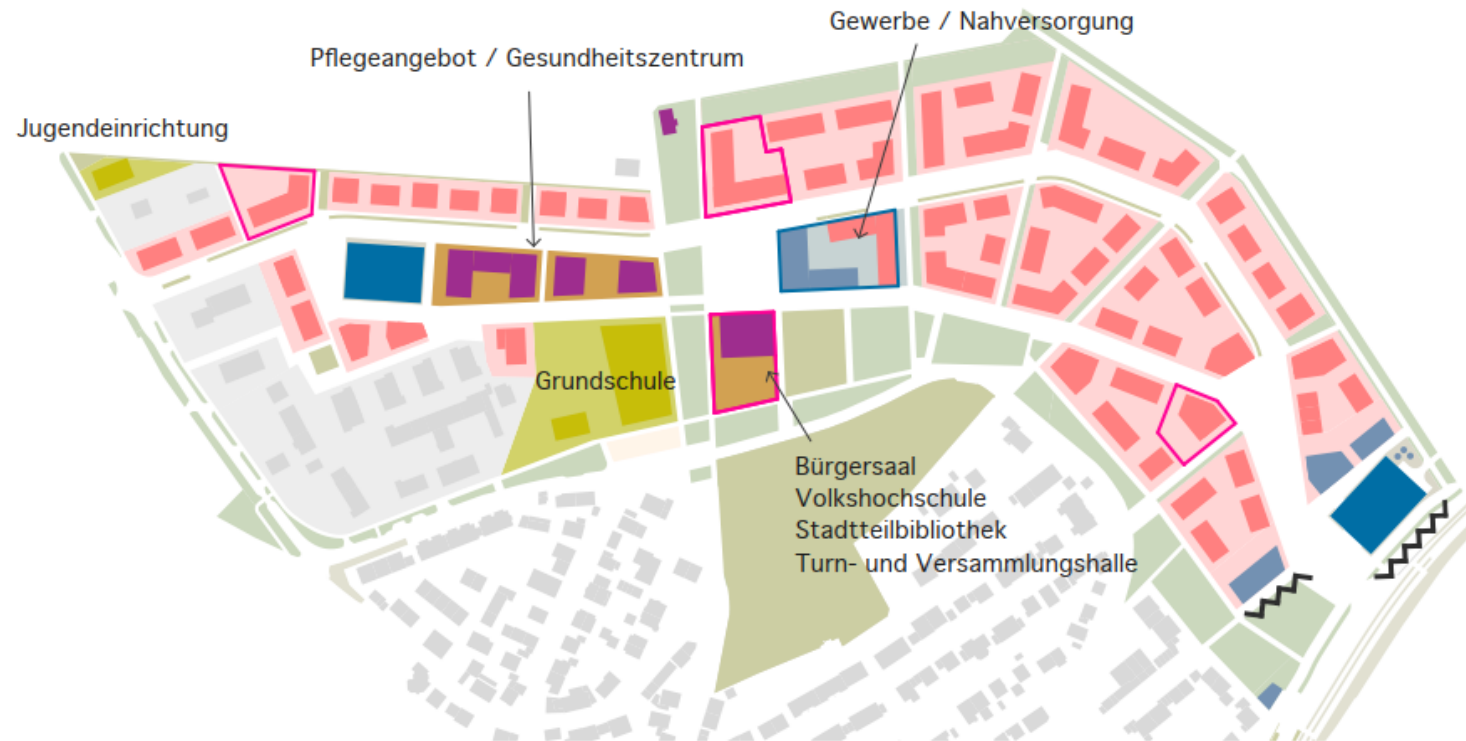 Gewerbe / Nahversorgung
Pflegeangebot / Gesundheitszentrum
Jugendeinrichtung
Grundschule
Bürgersaal
Volkshochschule
Stadtteilbibliothek
Turn- und Versammlungshalle